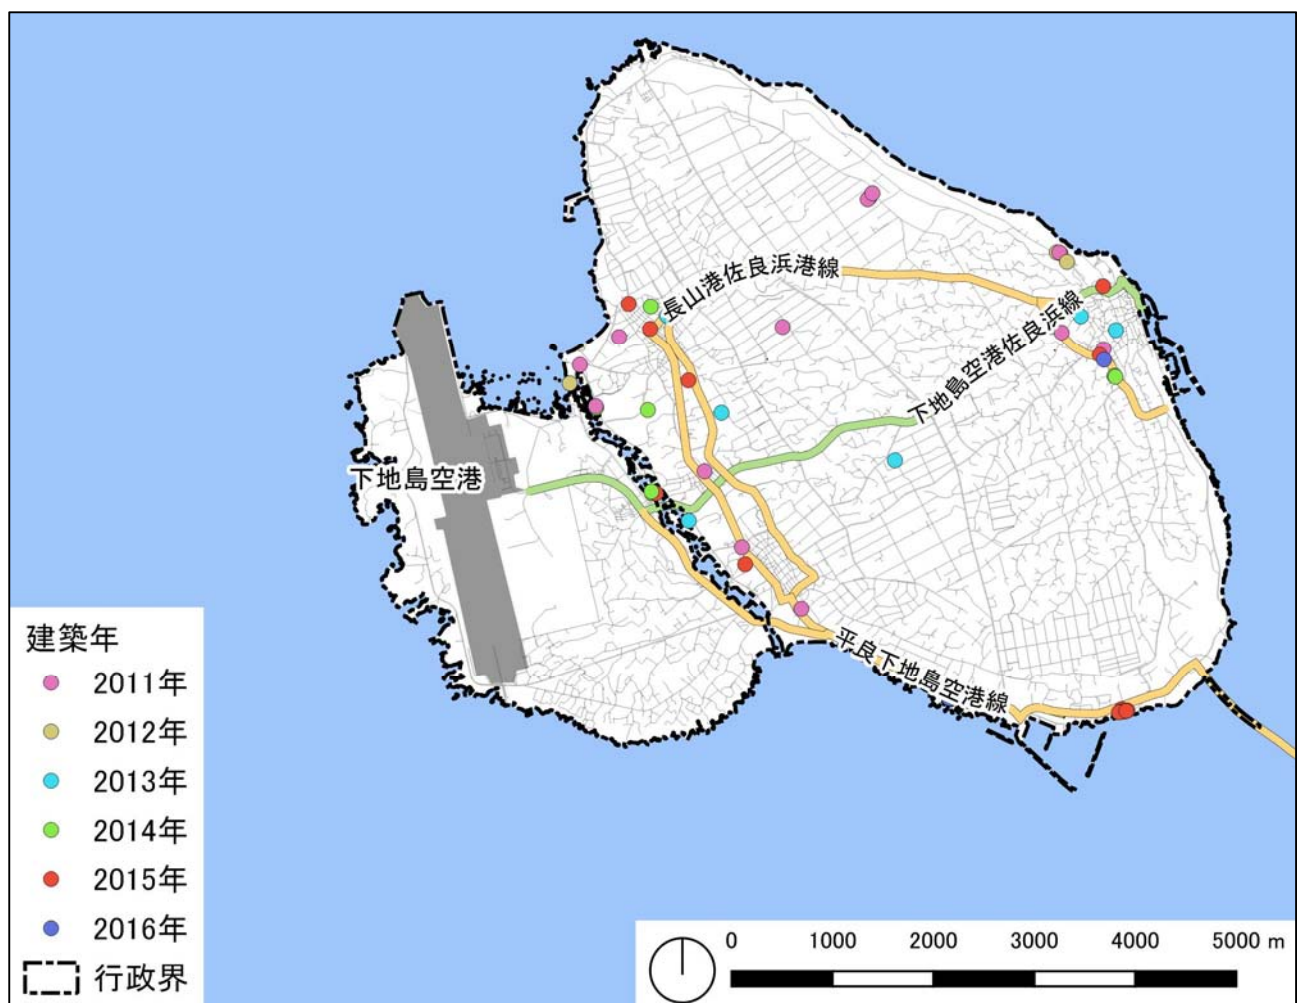 長山港佐良浜港線
下地島空港佐良浜線
下地島空港
平良下地島空港線
建築年
2011年
2012年
2013年
2014年
2015年
2016年
行政界
0 1000 2000 3000 4000 5000 m